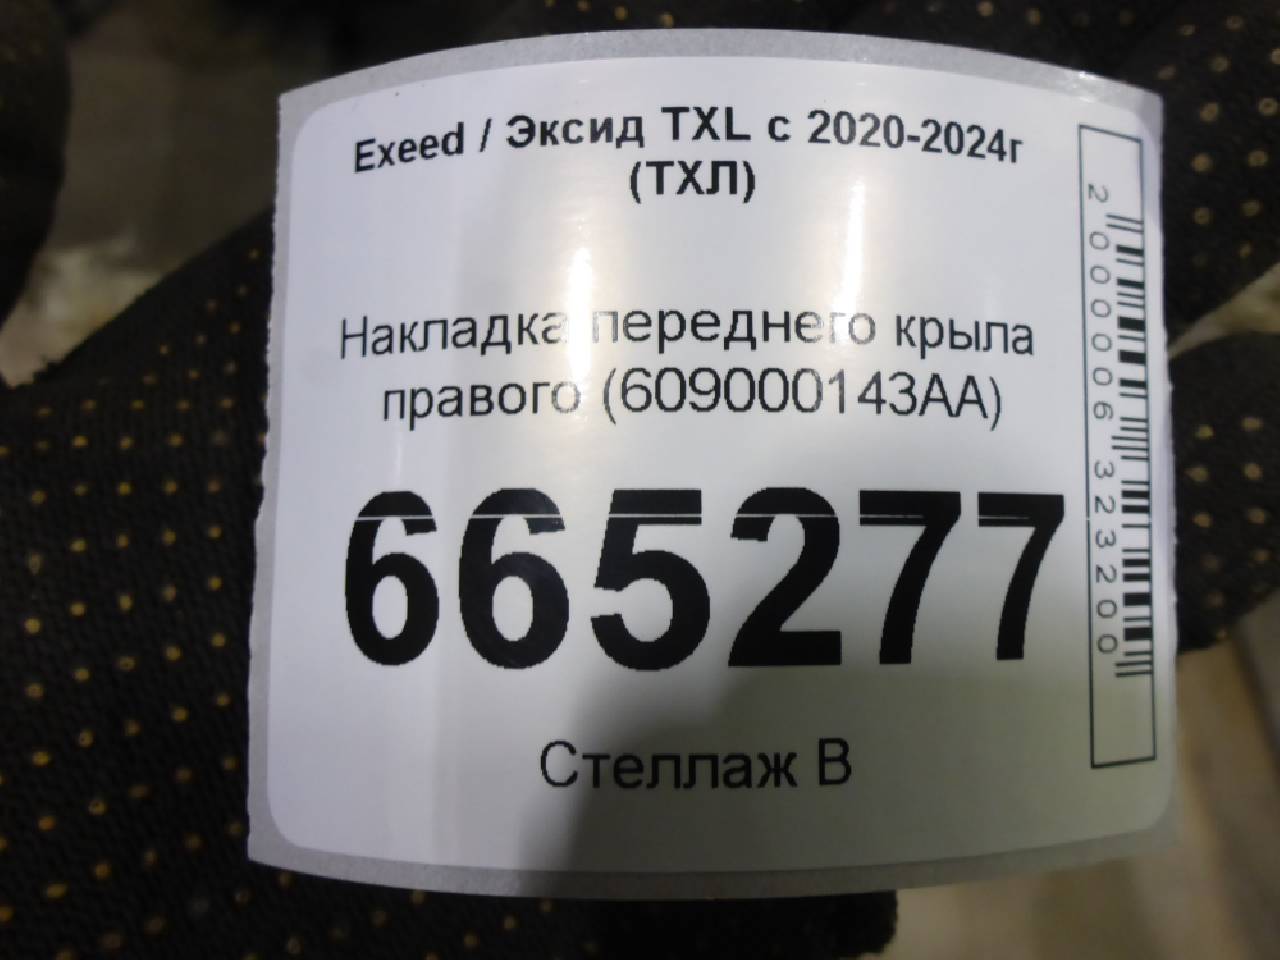 Exeed / Эксид TXL с 2020-2024г
(ТХЛ)
Накладка переднего крыла
правого (609000143AA)
665277
Стеллаж В
2000006323200